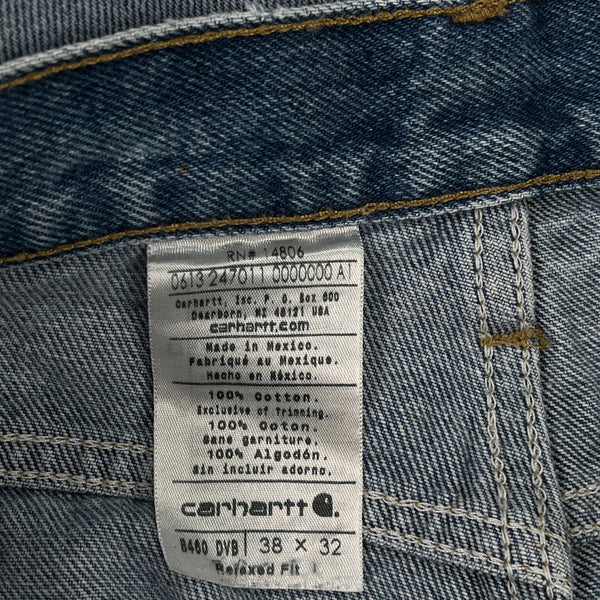 RN# 14806
0613 247011 0000000 A1
Carhartt, Inc. P. O. Box 600
Dearborn, MI 48121 USA
carhartt.com
Made in Mexico.
Fabriqué au Mexique.
Hecho en México.
100% Cotton.
Exclusive of Trimming.
100% Coton.
Sans garniture.
100% Algodón.
Sin incluir adorno.
carhartt
B460 DVB 38 X 32
Relaxed Fit